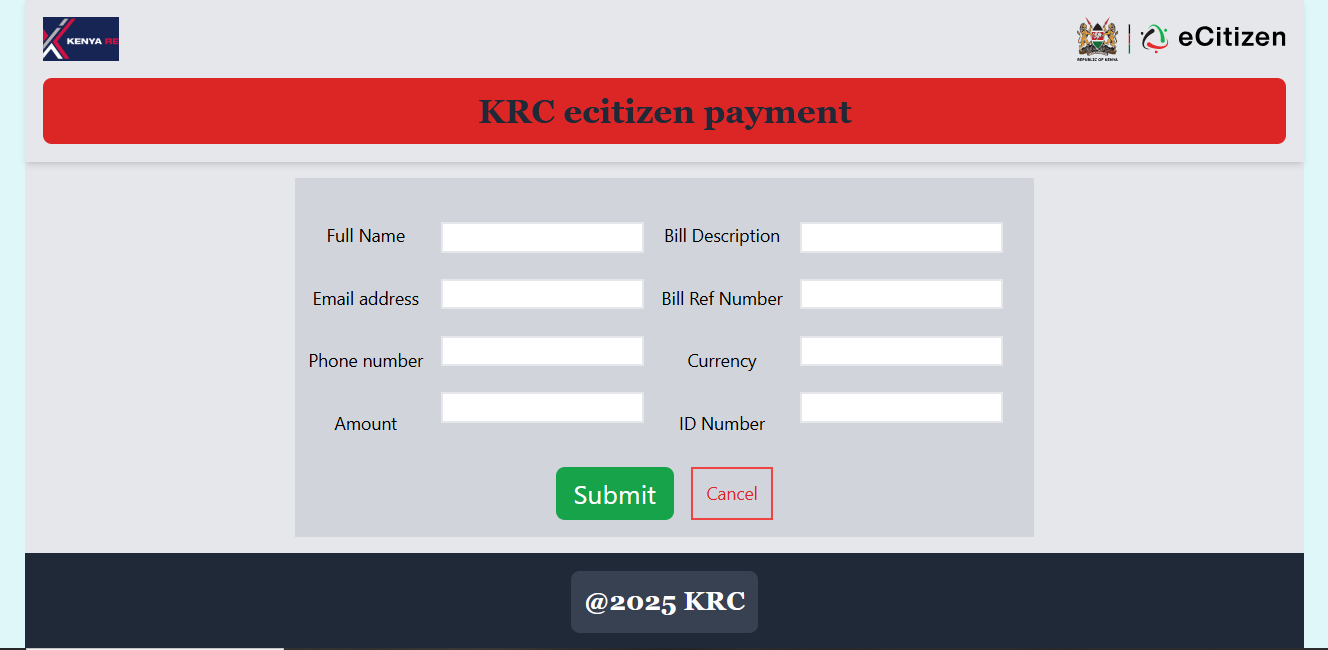 KENYA RE
REPUBLIC OF KENYA
eCitizen
KRC ecitizen payment
Full Name
Bill Description
Email address
Bill Ref Number
Phone number
Currency
Amount
ID Number
Submit
Cancel
@2025 KRC